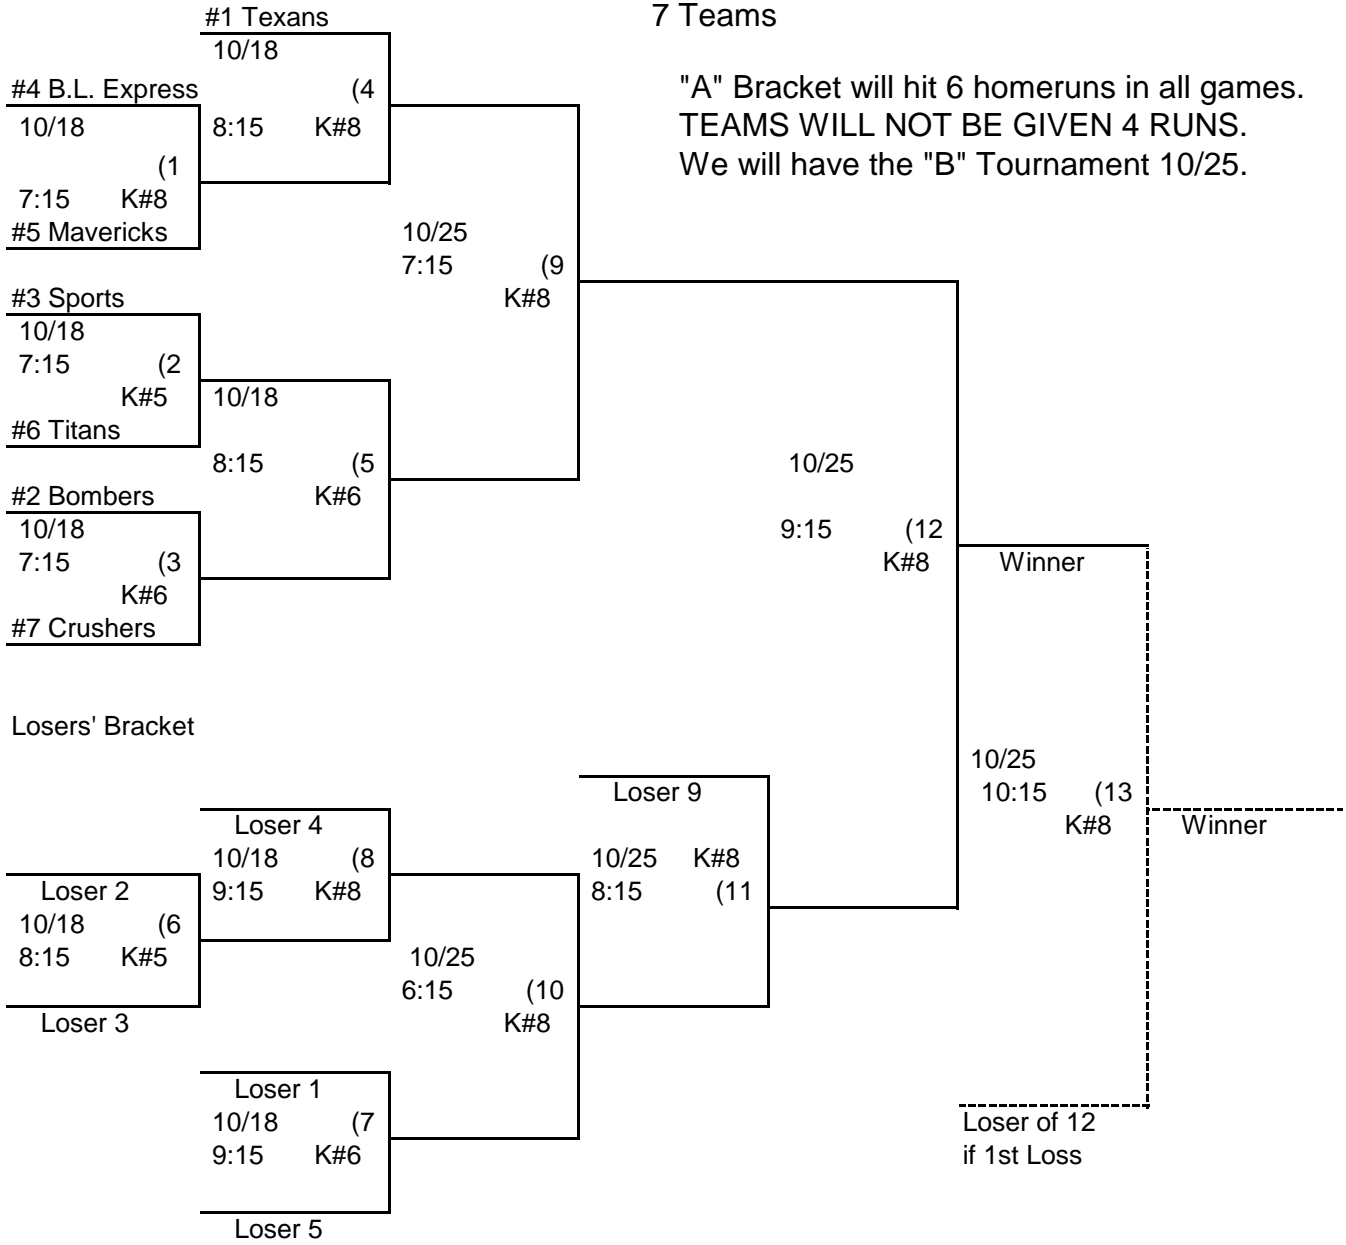 #1 Texans
7 Teams
10/18
#4 B.L. Express
(4
"A" Bracket will hit 6 homeruns in all games.
10/18
8:15 K#8
TEAMS WILL NOT BE GIVEN 4 RUNS.
(1
We will have the "B" Tournament 10/25.
7:15 K#8
#5 Mavericks
10/25
7:15 (9
K#8
#3 Sports
10/18
7:15 (2
K#5
10/18
#6 Titans
8:15 (5
10/25
#2 Bombers
K#6
10/18
9:15 (12
7:15 (3
K#8
Winner
K#6
#7 Crushers
Losers' Bracket
10/25
Loser 9
10:15 (13
Loser 4
K#8
Winner
10/18 (8
10/25 K#8
Loser 2
9:15 K#8
8:15 (11
10/18 (6
8:15 K#5
10/25
6:15 (10
Loser 3
K#8
Loser 1
10/18 (7
Loser of 12
9:15 K#6
if 1st Loss
Loser 5